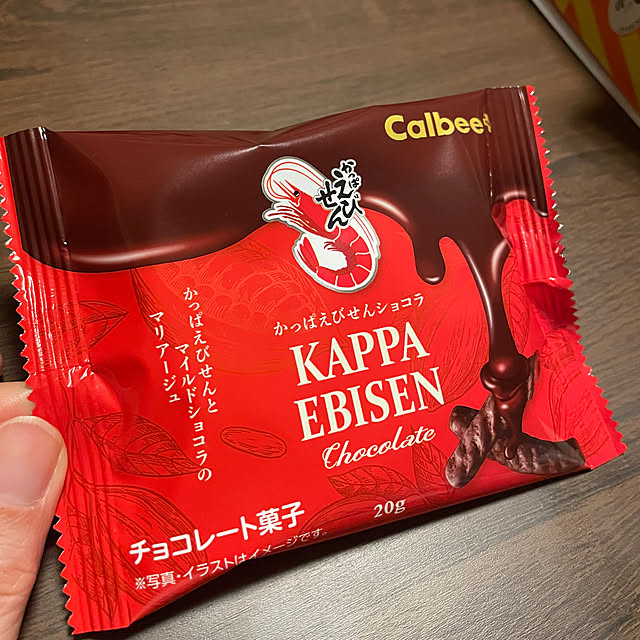 Calbee
かっぱ
えび
せん
かっぱえびせんショコラ
KAPPA
EBISEN
Chocolate
かっぱえびせんと
マイルドショコラの
マリアージュ
20g
チョコレート菓子
※写真・イラストはイメージです。